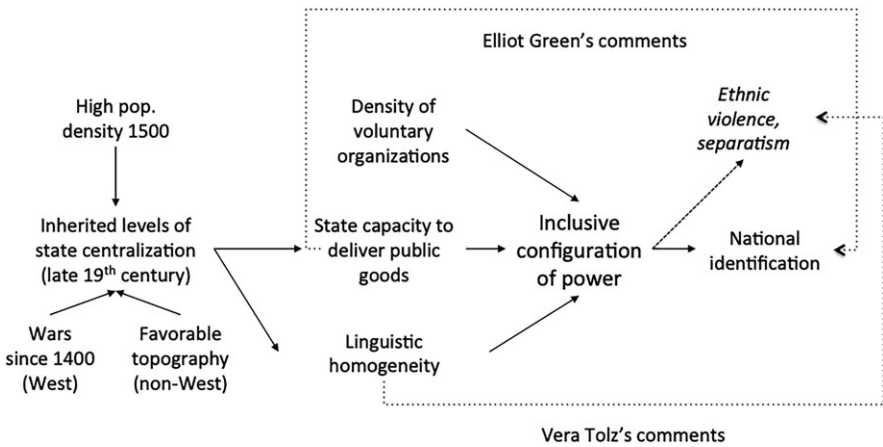 Elliot Green's comments
High pop.
density 1500
Density of
voluntary
organizations
Ethnic
violence,
separatism
Inherited levels of
state centralization
(late 19th century)
State capacity to
deliver public
goods
Inclusive
configuration
of power
National
identification
Wars
since 1400
(West)
Favorable
topography
(non-West)
Linguistic
homogeneity
Vera Tolz's comments